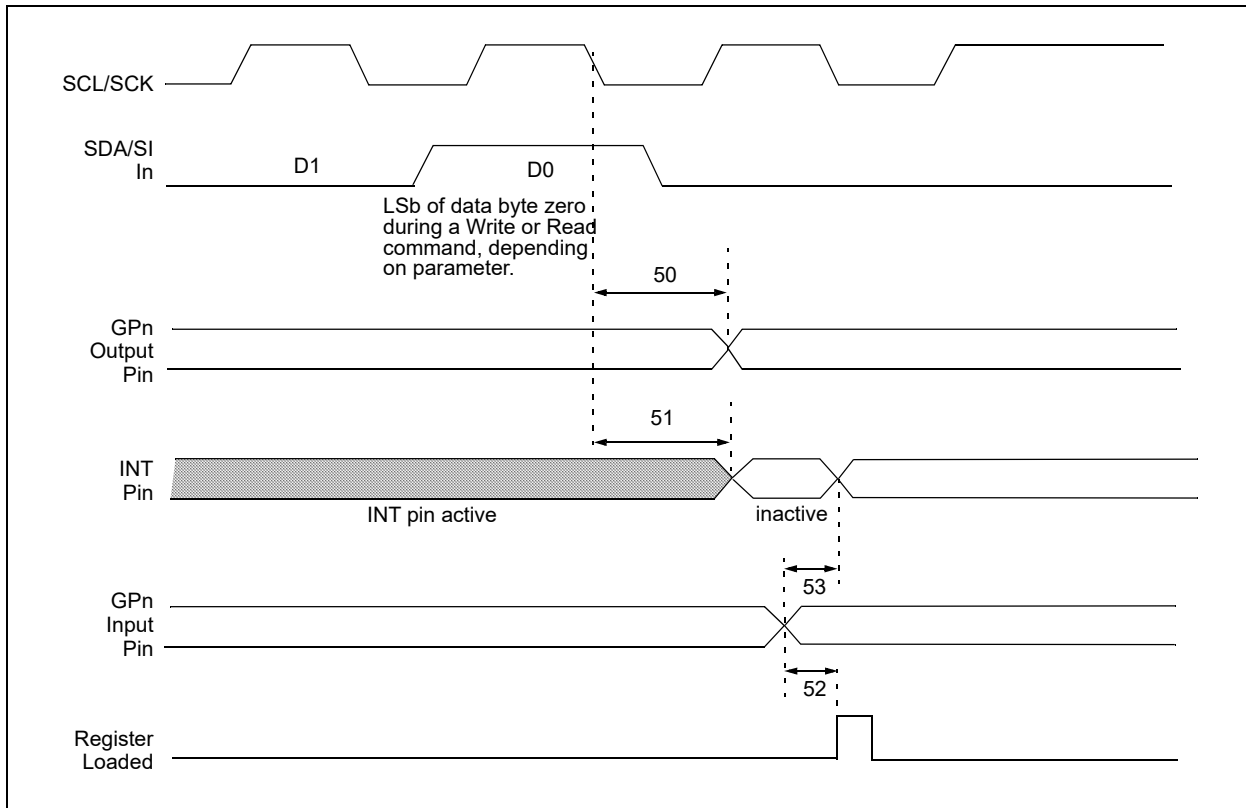 SCL/SCK
SDA/SI
In
D1
D0
LSb of data byte zero
during a Write or Read
command, depending
on parameter.
50
GPn
Output
Pin
51
INT
Pin
INT pin active
inactive
53
GPn
Input
Pin
52
Register
Loaded